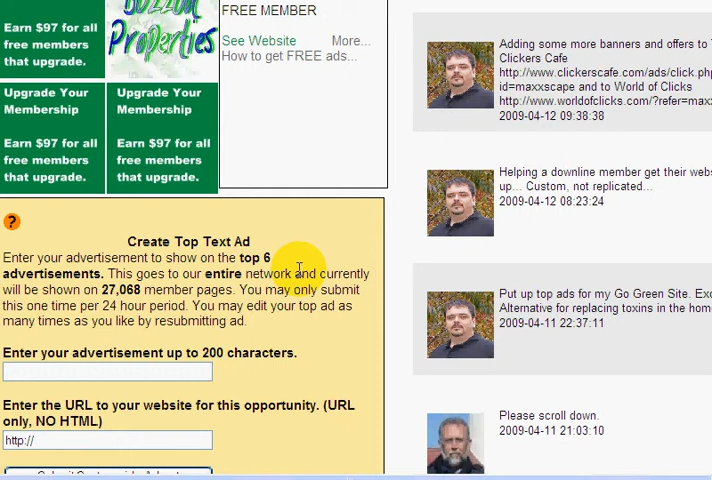 Earn $97 for all
free members
that upgrade.
Properties
FREE MEMBER
See Website More...
How to get FREE ads...
Upgrade Your
Membership
Earn $97 for all
free members
that upgrade.
Upgrade Your
Membership
Earn $97 for all
free members
that upgrade.
?
Create Top Text Ad
Enter your advertisement to show on the top 6
advertisements. This goes to our entire network and currently
will be shown on 27,068 member pages. You may only submit
this one time per 24 hour period. You may edit your top ad as
many times as you like by resubmitting ad.
Enter your advertisement up to 200 characters.
Enter the URL to your website for this opportunity. (URL
only, NO HTML)
http://
Adding some more banners and offers to
Clickers Cafe
http://www.clickerscafe.com/ads/click.php
id=maxxscape and to World of Clicks
http://www.worldofclicks.com/?refer=maxx
2009-04-12 09:38:38
Helping a downline member get their webs
up... Custom, not replicated...
2009-04-12 08:23:24
Put up top ads for my Go Green Site. Exc
Alternative for replacing toxins in the hom
2009-04-11 22:37:11
Please scroll down.
2009-04-11 21:03:10